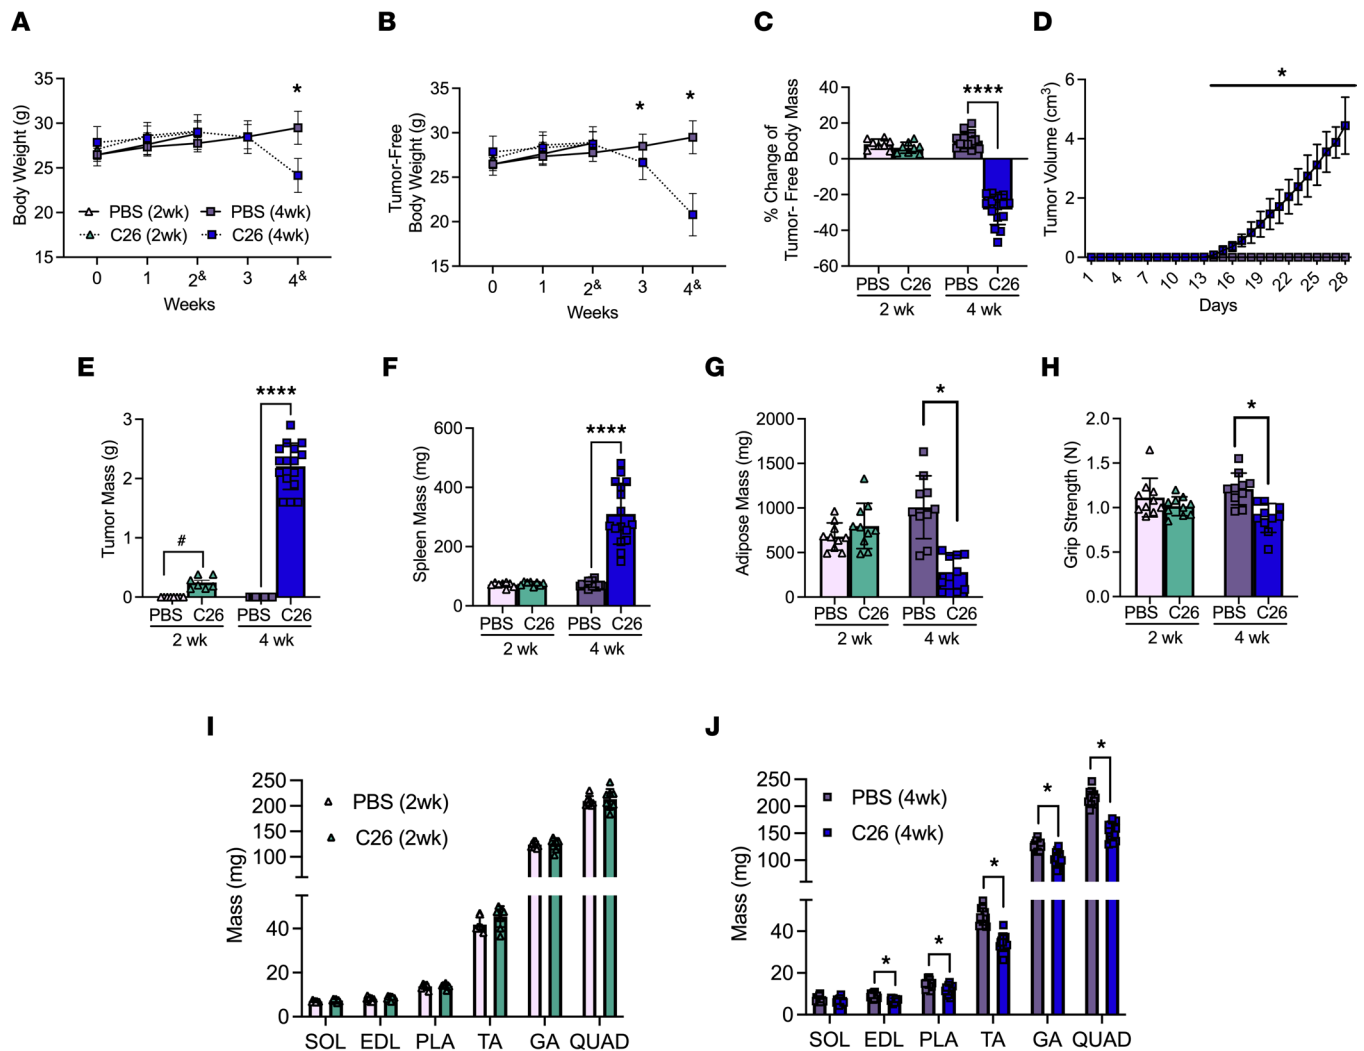 A
Body Weight (g)
35
30
25
20
15
*
PBS (2wk)
PBS (4wk)
C26 (2wk)
C26 (4wk)
0 1 2& 3 4&
Weeks
B
Tumor-Free
Body Weight (g)
35
30
25
20
15
* *
0 1 2& 3 4&
Weeks
C
% Change of
Tumor- Free Body Mass
40
20
0
-20
-40
-60
****
PBS C26 PBS C26
2 wk 4 wk
D
Tumor Volume (cm3)
6
4
2
0
*
1 4 7 10 13 16 19 22 25 28
Days
E
Tumor Mass (g)
3
2
1
0
#
****
PBS C26 PBS C26
2 wk 4 wk
F
Spleen Mass (mg)
600
400
200
0
****
PBS C26 PBS C26
2 wk 4 wk
G
Adipose Mass (mg)
2000
1500
1000
500
0
*
PBS C26 PBS C26
2 wk 4 wk
H
Grip Strength (N)
2.0
1.5
1.0
0.5
0.0
*
PBS C26 PBS C26
2 wk 4 wk
I
Mass (mg)
250
200
150
100
40
20
0
PBS (2wk)
C26 (2wk)
SOL EDL PLA TA GA QUAD
J
Mass (mg)
250
200
150
100
40
20
0
PBS (4wk)
C26 (4wk)
* * * * *
SOL EDL PLA TA GA QUAD